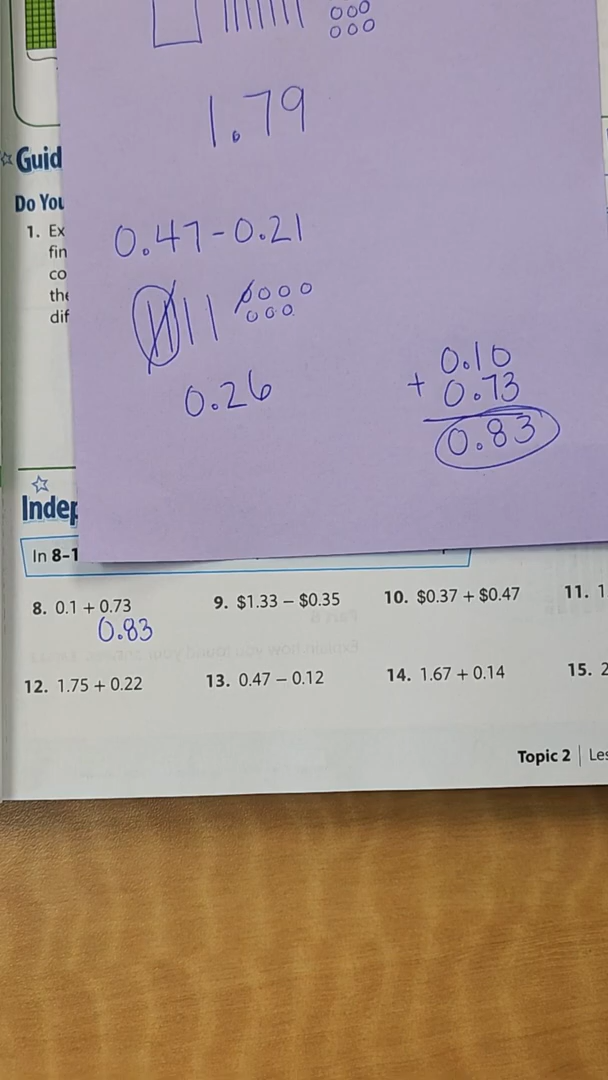 1.79
Guid
Do You
1. Ex
fin
co
the
dif
0.47-0.21
0.26
0.10
+ 0.73
0.83
Indep
In 8-1
8. 0.1 + 0.73
0.83
9. $1.33 − $0.35
10. $0.37 + $0.47
11. 1
12. 1.75 + 0.22
13. 0.47 − 0.12
14. 1.67 + 0.14
15. 2
Topic 2 | Les